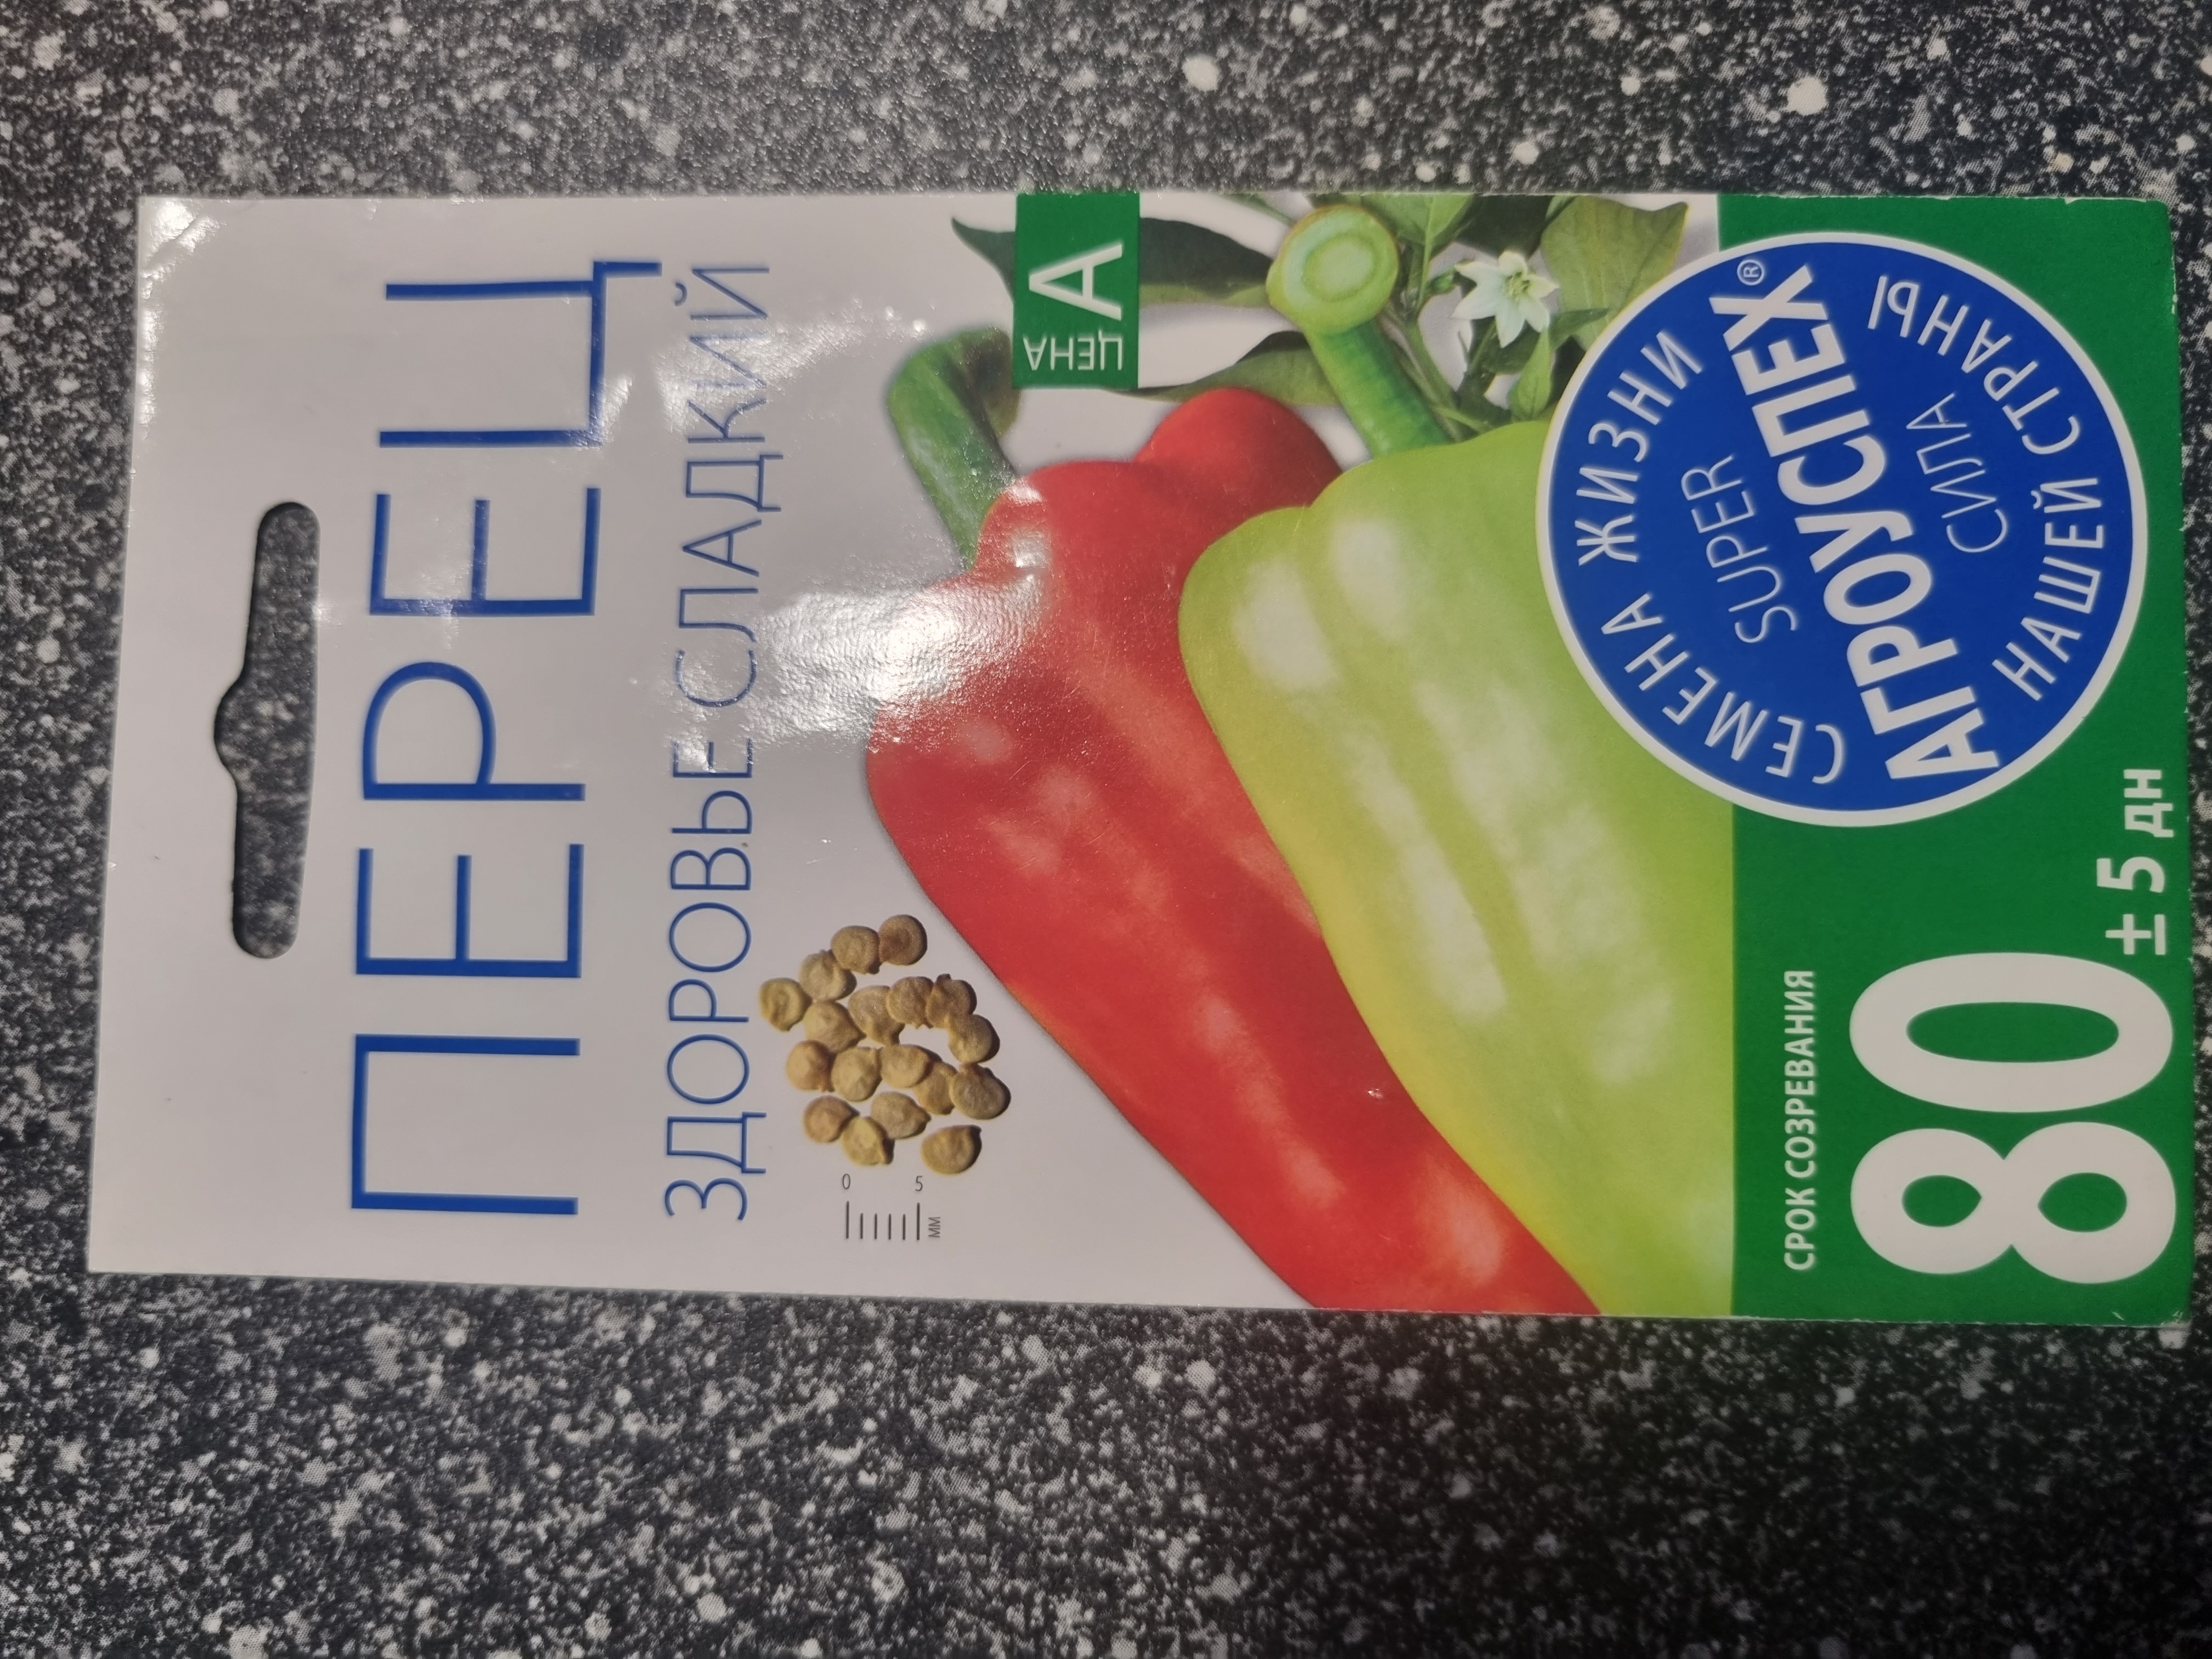 ПЕРЕЦ
ЗДОРОВЬЕ СЛАДКИЙ
0
5
мм
ЦЕНА
А
СЕМЕНА ЖИЗНИ
SUPER
АГРОУСПЕХ®
СИЛА
НАШЕЙ СТРАНЫ
СРОК СОЗРЕВАНИЯ
80 ± 5 дн